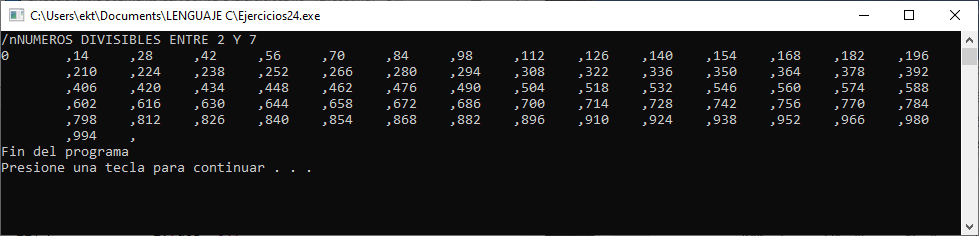 C:\Users\ekt\Documents\LENGUAJE C\Ejercicios24.exe
/nNUMEROS DIVISIBLES ENTRE 2 Y 7
0 ,14 ,28 ,42 ,56 ,70 ,84 ,98 ,112 ,126 ,140 ,154 ,168 ,182 ,196
,210 ,224 ,238 ,252 ,266 ,280 ,294 ,308 ,322 ,336 ,350 ,364 ,378 ,392
,406 ,420 ,434 ,448 ,462 ,476 ,490 ,504 ,518 ,532 ,546 ,560 ,574 ,588
,602 ,616 ,630 ,644 ,658 ,672 ,686 ,700 ,714 ,728 ,742 ,756 ,770 ,784
,798 ,812 ,826 ,840 ,854 ,868 ,882 ,896 ,910 ,924 ,938 ,952 ,966 ,980
,994 ,
Fin del programa
Presione una tecla para continuar . . .